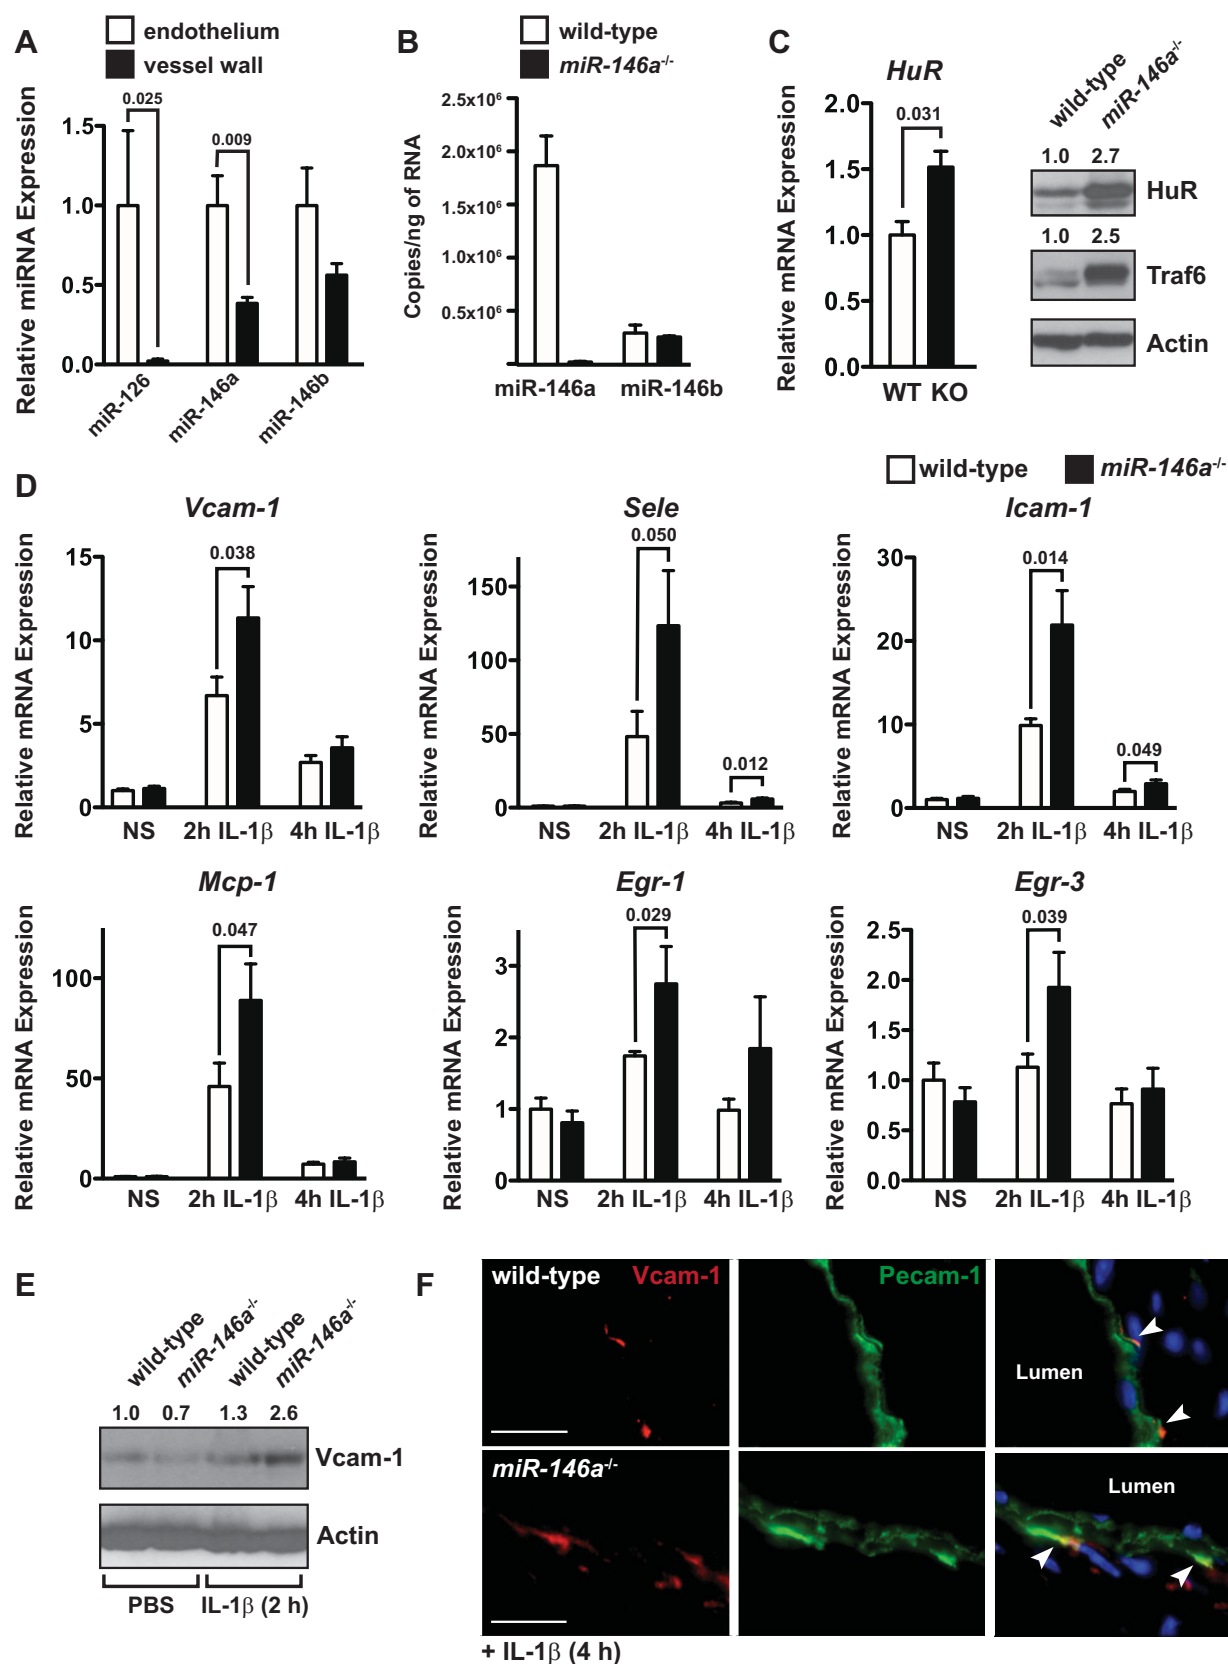 A
endothelium
vessel wall
Relative miRNA Expression
1.5
1.0
0.5
0.0
0.025
0.009
miR-126
miR-146a
miR-146b
B
wild-type
miR-146a-/-
Copies/ng of RNA
2.5x10⁶
2.0x10⁶
1.5x10⁶
1.0x10⁶
0.5x10⁶
miR-146a
miR-146b
C
HuR
Relative mRNA Expression
2.0
1.5
1.0
0.5
0.0
0.031
WT KO
wild-type
miR-146a-/-
1.0 2.7
HuR
1.0 2.5
Traf6
Actin
D
wild-type
miR-146a-/-
Vcam-1
Relative mRNA Expression
15
10
5
0
0.038
NS 2h IL-1β 4h IL-1β
Sele
Relative mRNA Expression
150
100
50
0
0.050
0.012
NS 2h IL-1β 4h IL-1β
Icam-1
Relative mRNA Expression
30
20
10
0
0.014
0.049
NS 2h IL-1β 4h IL-1β
Mcp-1
Relative mRNA Expression
100
50
0
0.047
NS 2h IL-1β 4h IL-1β
Egr-1
Relative mRNA Expression
3
2
1
0
0.029
NS 2h IL-1β 4h IL-1β
Egr-3
Relative mRNA Expression
2.5
2.0
1.5
1.0
0.5
0.0
0.039
NS 2h IL-1β 4h IL-1β
E
wild-type
miR-146a-/-
wild-type
miR-146a-/-
1.0 0.7 1.3 2.6
Vcam-1
Actin
PBS IL-1β (2 h)
F
wild-type Vcam-1
Pecam-1
Lumen
miR-146a-/-
Lumen
+ IL-1β (4 h)